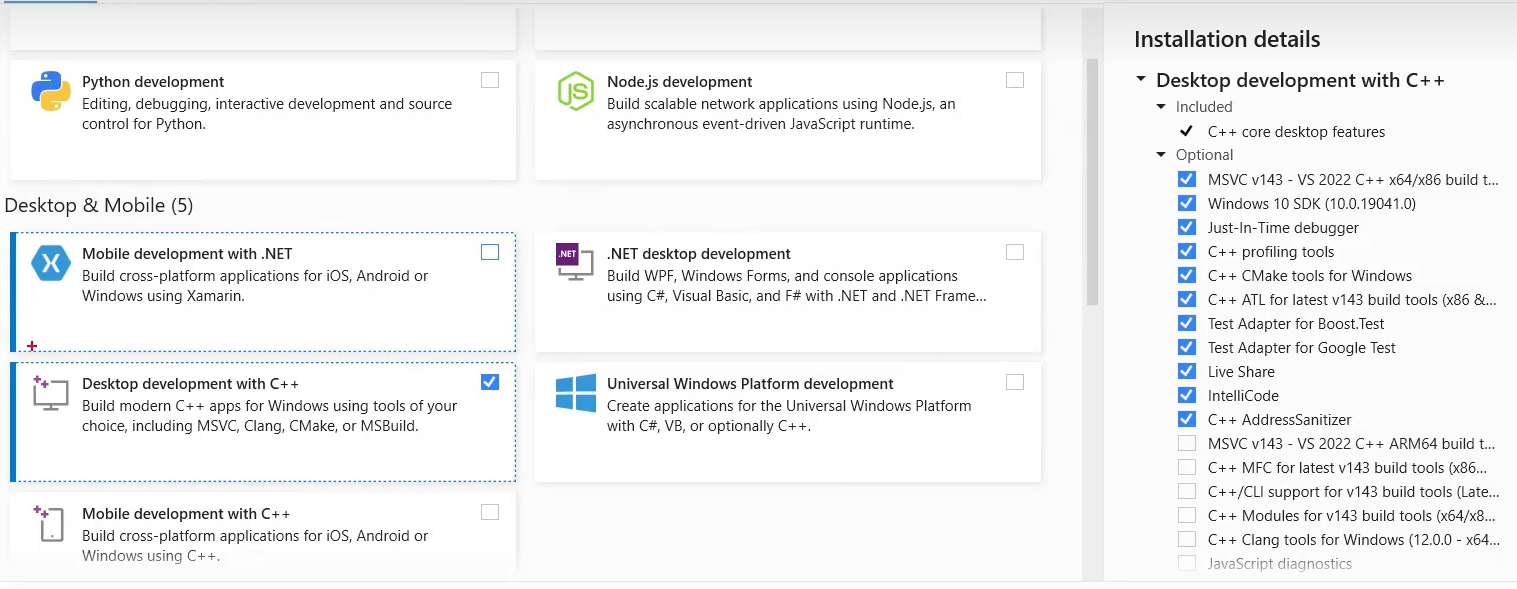 Python development
Editing, debugging, interactive development and source
control for Python.
Node.js development
Build scalable network applications using Node.js, an
asynchronous event-driven JavaScript runtime.
Desktop & Mobile (5)
Mobile development with .NET
Build cross-platform applications for iOS, Android or
Windows using Xamarin.
.NET
.NET desktop development
Build WPF, Windows Forms, and console applications
using C#, Visual Basic, and F# with .NET and .NET Frame...
Desktop development with C++
Build modern C++ apps for Windows using tools of your
choice, including MSVC, Clang, CMake, or MSBuild.
Universal Windows Platform development
Create applications for the Universal Windows Platform
with C#, VB, or optionally C++.
Mobile development with C++
Build cross-platform applications for iOS, Android or
Windows using C++.
Installation details
Desktop development with C++
Included
C++ core desktop features
Optional
MSVC v143 - VS 2022 C++ x64/x86 build t...
Windows 10 SDK (10.0.19041.0)
Just-In-Time debugger
C++ profiling tools
C++ CMake tools for Windows
C++ ATL for latest v143 build tools (x86 &...
Test Adapter for Boost.Test
Test Adapter for Google Test
Live Share
IntelliCode
C++ AddressSanitizer
MSVC v143 - VS 2022 C++ ARM64 build t...
C++ MFC for latest v143 build tools (x86...
C++/CLI support for v143 build tools (Late...
C++ Modules for v143 build tools (x64/x8...
C++ Clang tools for Windows (12.0.0 - x64...
JavaScript diagnostics